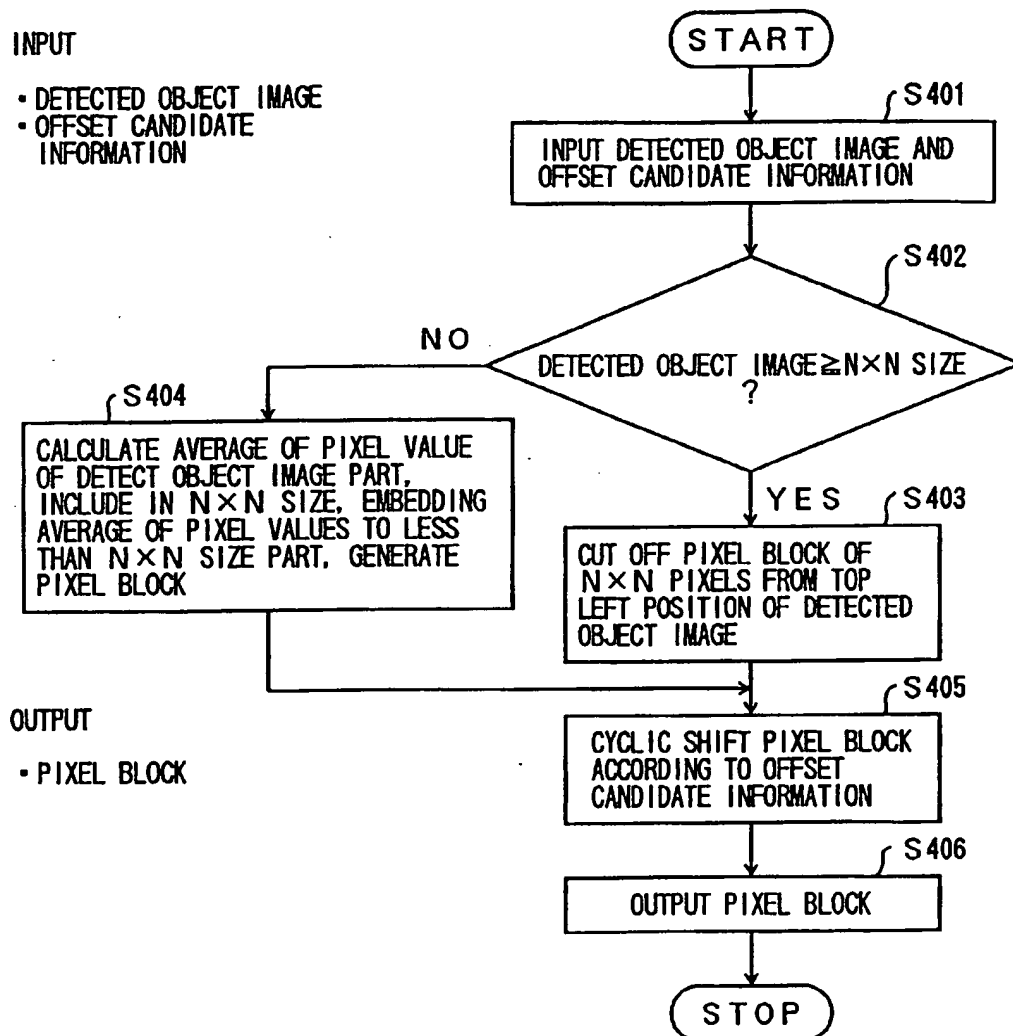 INPUT
・DETECTED OBJECT IMAGE
・OFFSET CANDIDATE
INFORMATION
START
S401
INPUT DETECTED OBJECT IMAGE AND
OFFSET CANDIDATE INFORMATION
S402
DETECTED OBJECT IMAGE≧N×N SIZE
?
NO
YES
S404
CALCULATE AVERAGE OF PIXEL VALUE
OF DETECT OBJECT IMAGE PART,
INCLUDE IN N×N SIZE, EMBEDDING
AVERAGE OF PIXEL VALUES TO LESS
THAN N×N SIZE PART, GENERATE
PIXEL BLOCK
S403
CUT OFF PIXEL BLOCK OF
N×N PIXELS FROM TOP
LEFT POSITION OF DETECTED
OBJECT IMAGE
OUTPUT
・PIXEL BLOCK
S405
CYCLIC SHIFT PIXEL BLOCK
ACCORDING TO OFFSET
CANDIDATE INFORMATION
S406
OUTPUT PIXEL BLOCK
STOP